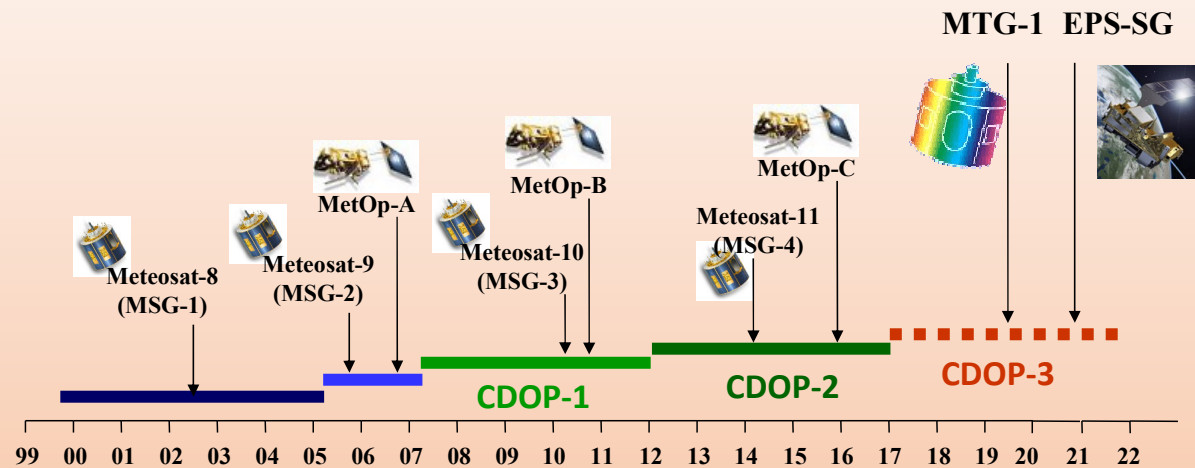 MTG-1 EPS-SG
MetOp-A
MetOp-B
MetOp-C
Meteosat-8
(MSG-1)
Meteosat-9
(MSG-2)
Meteosat-10
(MSG-3)
Meteosat-11
(MSG-4)
CDOP-1
CDOP-2
CDOP-3
99 00 01 02 03 04 05 06 07 08 09 10 11 12 13 14 15 16 17 18 19 20 21 22